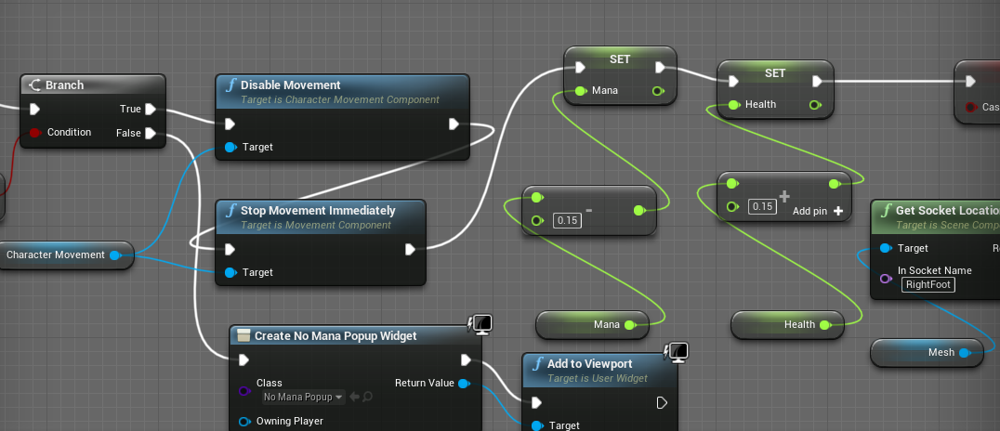 Branch
True
Condition
False
Disable Movement
Target is Character Movement Component
Target
Stop Movement Immediately
Target is Movement Component
Target
Character Movement
SET
Mana
SET
Health
0.15
-
0.15
+
Add pin +
Mana
Health
Get Socket Locatio
Target is Scene Comp
Target
In Socket Name
RightFoot
Mesh
Create No Mana Popup Widget
Class
No Mana Popup
Return Value
Owning Player
Add to Viewport
Target is User Widget
Target
Cas